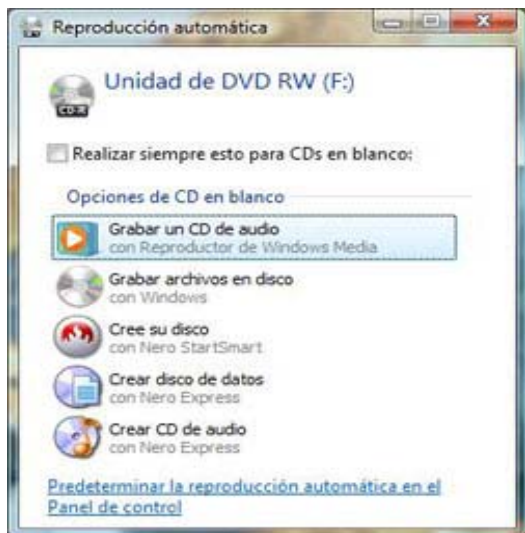 Reproducción automática
Unidad de DVD RW (F:)
CD-R
Realizar siempre esto para CDs en blanco:
Opciones de CD en blanco
Grabar un CD de audio
con Reproductor de Windows Media
Grabar archivos en disco
con Windows
Cree su disco
con Nero StartSmart
Crear disco de datos
con Nero Express
Crear CD de audio
con Nero Express
Predeterminar la reproducción automática en el
Panel de control